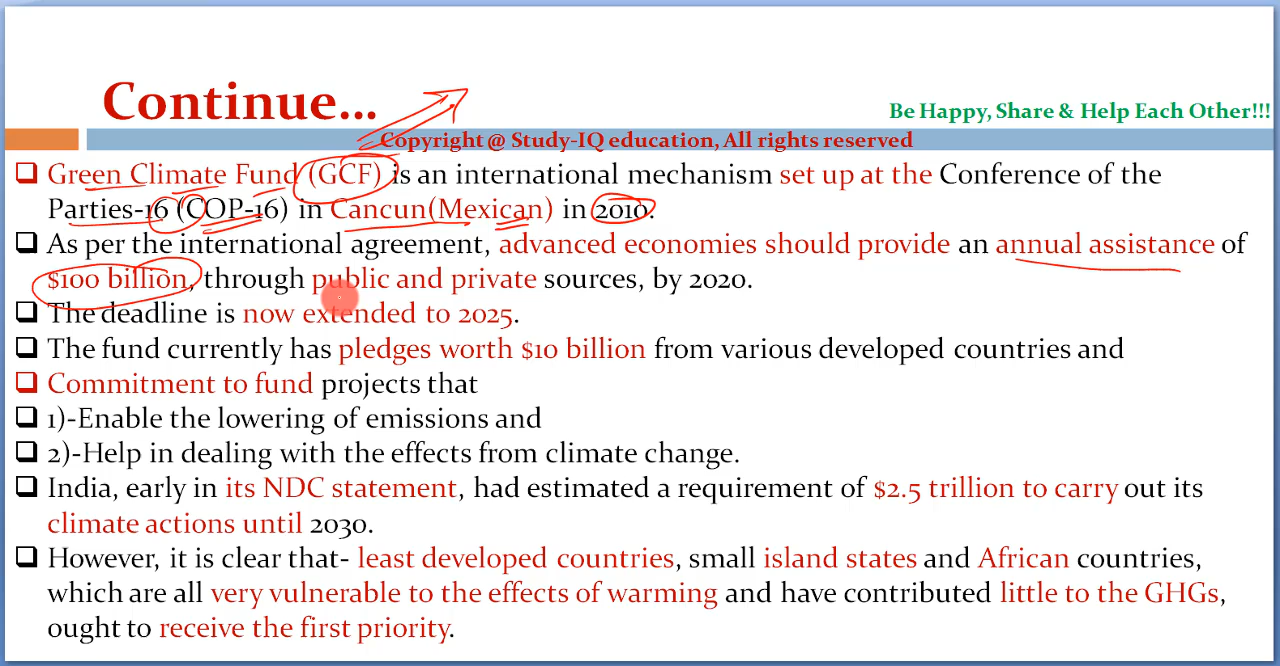 Continue...
Be Happy, Share & Help Each Other!!!
Copyright @ Study-IQ education, All rights reserved
Green Climate Fund (GCF) is an international mechanism set up at the Conference of the
Parties-16 (COP-16) in Cancun(Mexican) in 2010.
As per the international agreement, advanced economies should provide an annual assistance of
$100 billion, through public and private sources, by 2020.
The deadline is now extended to 2025.
The fund currently has pledges worth $10 billion from various developed countries and
Commitment to fund projects that
1)-Enable the lowering of emissions and
2)-Help in dealing with the effects from climate change.
India, early in its NDC statement, had estimated a requirement of $2.5 trillion to carry out its
climate actions until 2030.
However, it is clear that- least developed countries, small island states and African countries,
which are all very vulnerable to the effects of warming and have contributed little to the GHGs,
ought to receive the first priority.